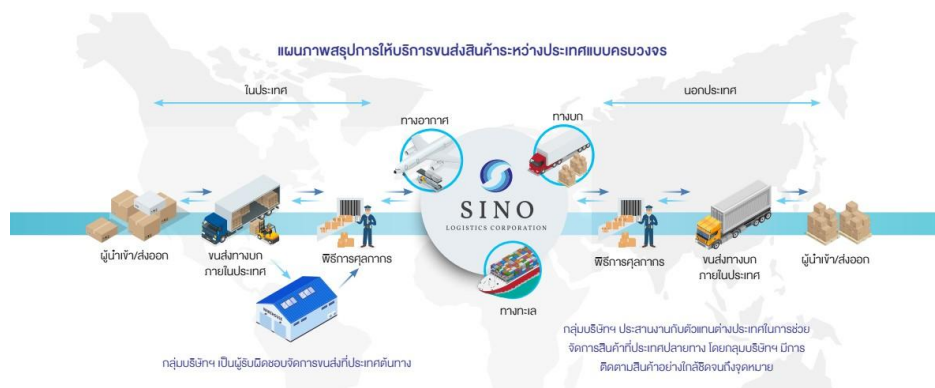 แผนภาพสรุปการให้บริการขนส่งสินค้าระหว่างประเทศแบบครบวงจร
ในประเทศ
นอกประเทศ
ทางอากาศ
ทางบก
SINO
LOGISTICS CORPORATION
ผู้นำเข้า/ส่งออก
ขนส่งทางบก
ภายในประเทศ
พิธีการศุลกากร
ทางทะเล
พิธีการศุลกากร
ขนส่งทางบก
ภายในประเทศ
ผู้นำเข้า/ส่งออก
กลุ่มบริษัทฯ เป็นผู้รับผิดชอบจัดการขนส่งที่ประเทศต้นทาง
กลุ่มบริษัทฯ ประสานงานกับตัวแทนต่างประเทศในการช่วย
จัดการสินค้าที่ประเทศปลายทาง โดยกลุมบริษัทฯ มีการ
ติดตามสินค้าอย่างใกล้ชิดจนถึงจุดหมาย